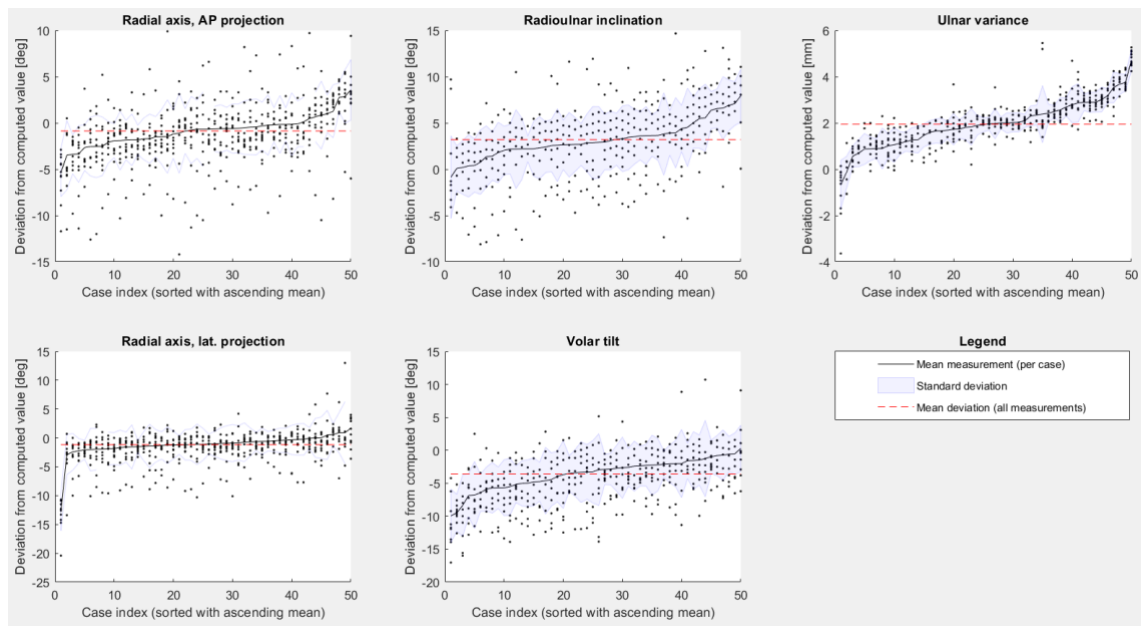 Radial axis, AP projection
Deviation from computed value [deg]
10
5
0
-5
-10
-15
0 10 20 30 40 50
Case index (sorted with ascending mean)
Radioulnar inclination
Deviation from computed value [deg]
15
10
5
0
-5
-10
0 10 20 30 40 50
Case index (sorted with ascending mean)
Ulnar variance
Deviation from computed value [mm]
6
4
2
0
-2
-4
0 10 20 30 40 50
Case index (sorted with ascending mean)
Radial axis, lat. projection
Deviation from computed value [deg]
15
10
5
0
-5
-10
-15
-20
-25
0 10 20 30 40 50
Case index (sorted with ascending mean)
Volar tilt
Deviation from computed value [deg]
15
10
5
0
-5
-10
-15
-20
0 10 20 30 40 50
Case index (sorted with ascending mean)
Legend
Mean measurement (per case)
Standard deviation
Mean deviation (all measurements)